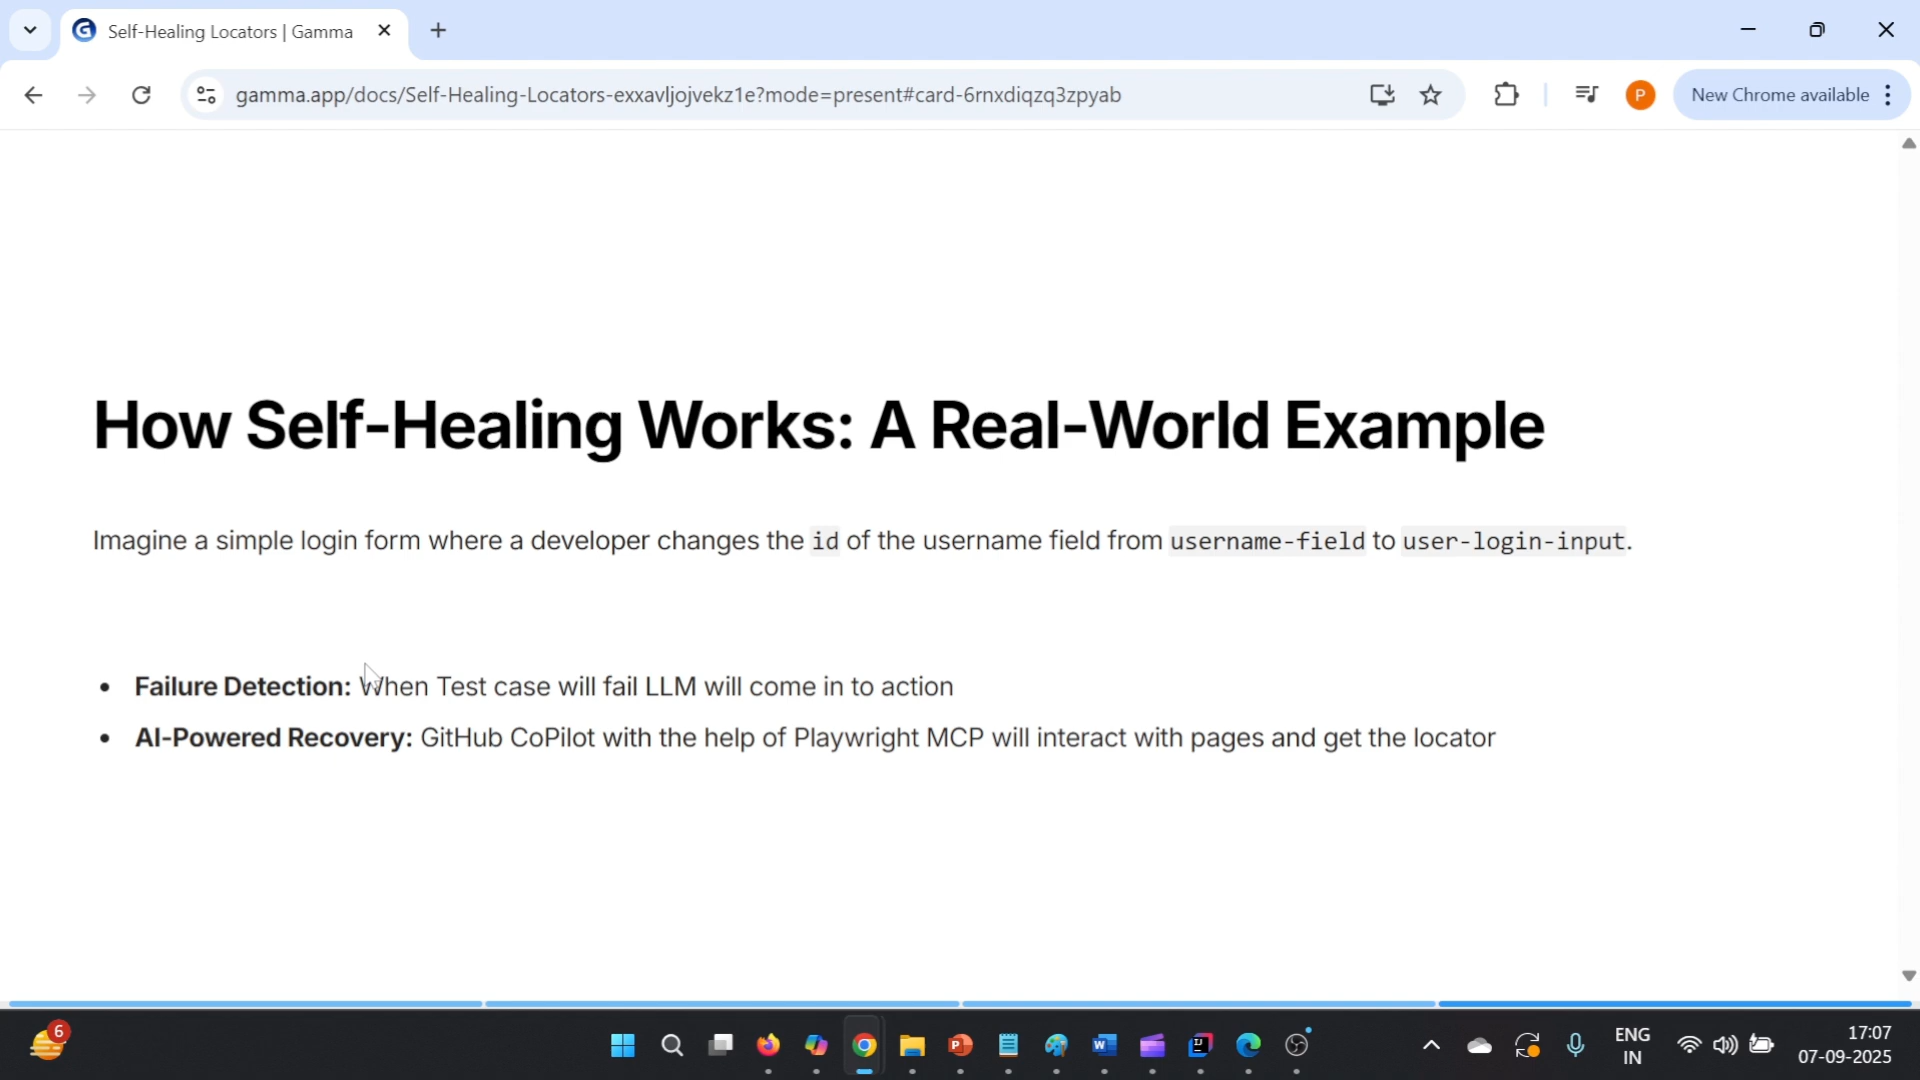 Self-Healing Locators | Gamma
gamma.app/docs/Self-Healing-Locators-exxavljojvekz1e?mode=present#card-6rnxdiqzq3zpyab
P
New Chrome available
How Self-Healing Works: A Real-World Example
Imagine a simple login form where a developer changes the id of the username field from username-field to user-login-input.
• Failure Detection: When Test case will fail LLM will come in to action
• AI-Powered Recovery: GitHub CoPilot with the help of Playwright MCP will interact with pages and get the locator
6
ENG
IN
17:07
07-09-2025